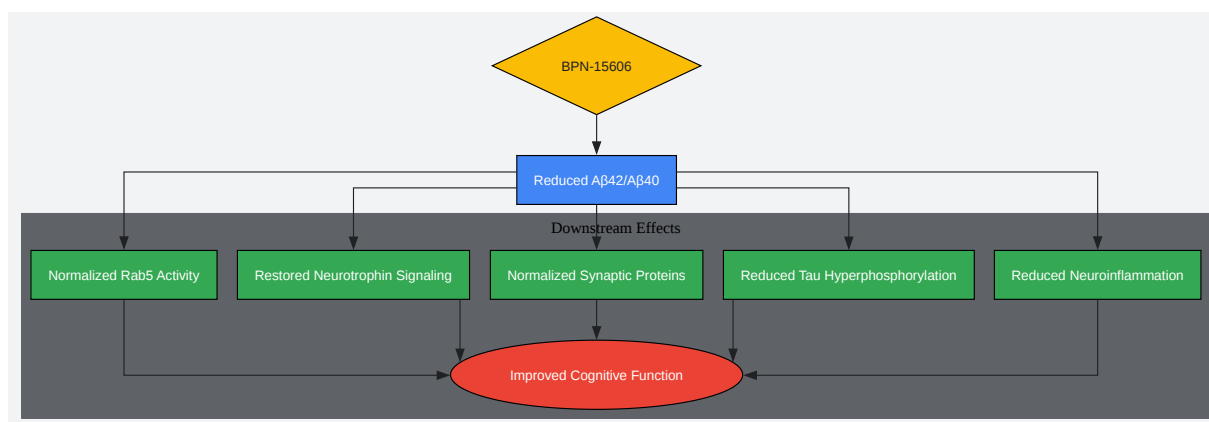 BPN-15606
Reduced Aβ42/Aβ40
Downstream Effects
Normalized Rab5 Activity
Restored Neurotrophin Signaling
Normalized Synaptic Proteins
Reduced Tau Hyperphosphorylation
Reduced Neuroinflammation
Improved Cognitive Function